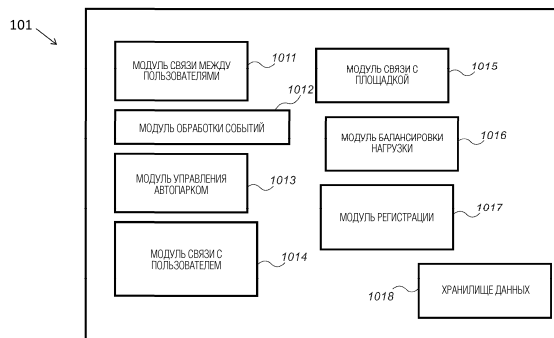 101
МОДУЛЬ СВЯЗИ МЕЖДУ
ПОЛЬЗОВАТЕЛЯМИ
1011
МОДУЛЬ ОБРАБОТКИ СОБЫТИЙ
1012
МОДУЛЬ УПРАВЛЕНИЯ
АВТОПАРКОМ
1013
МОДУЛЬ СВЯЗИ С
ПОЛЬЗОВАТЕЛЕМ
1014
МОДУЛЬ СВЯЗИ С
ПЛОЩАДКОЙ
1015
МОДУЛЬ БАЛАНСИРОВКИ
НАГРУЗКИ
1016
МОДУЛЬ РЕГИСТРАЦИИ
1017
ХРАНИЛИЩЕ ДАННЫХ
1018